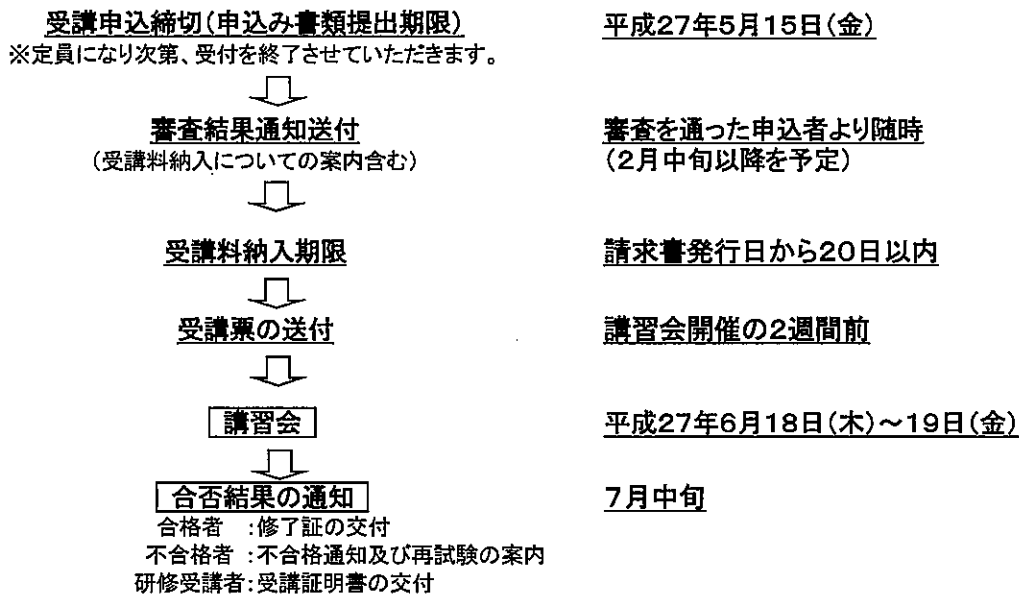 受講申込締切(申込み書類提出期限) 平成27年5月15日(金)
※定員になり次第、受付を終了させていただきます。
審査結果通知送付 審査を通った申込者より随時
(受講料納入についての案内含む) (2月中旬以降を予定)
受講料納入期限 請求書発行日から20日以内
受講票の送付 講習会開催の2週間前
講習会 平成27年6月18日(木)～19日(金)
合否結果の通知 7月中旬
合格者 :修了証の交付
不合格者 :不合格通知及び再試験の案内
研修受講者:受講証明書の交付